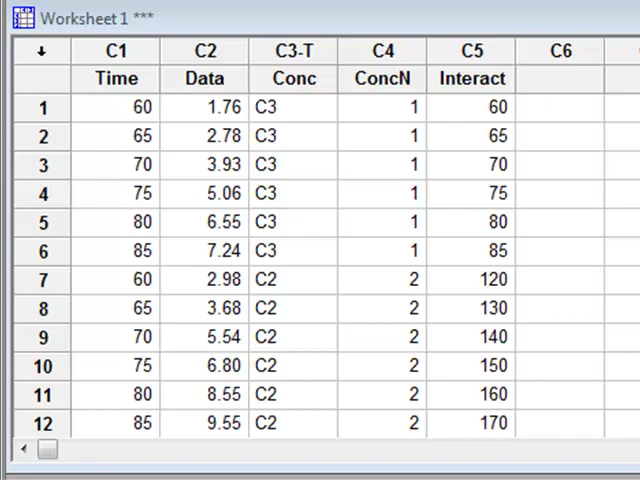 Worksheet 1 ***
C1 C2 C3-T C4 C5 C6
Time Data Conc ConcN Interact
1 60 1.76 C3 1 60
2 65 2.78 C3 1 65
3 70 3.93 C3 1 70
4 75 5.06 C3 1 75
5 80 6.55 C3 1 80
6 85 7.24 C3 1 85
7 60 2.98 C2 2 120
8 65 3.68 C2 2 130
9 70 5.54 C2 2 140
10 75 6.80 C2 2 150
11 80 8.55 C2 2 160
12 85 9.55 C2 2 170